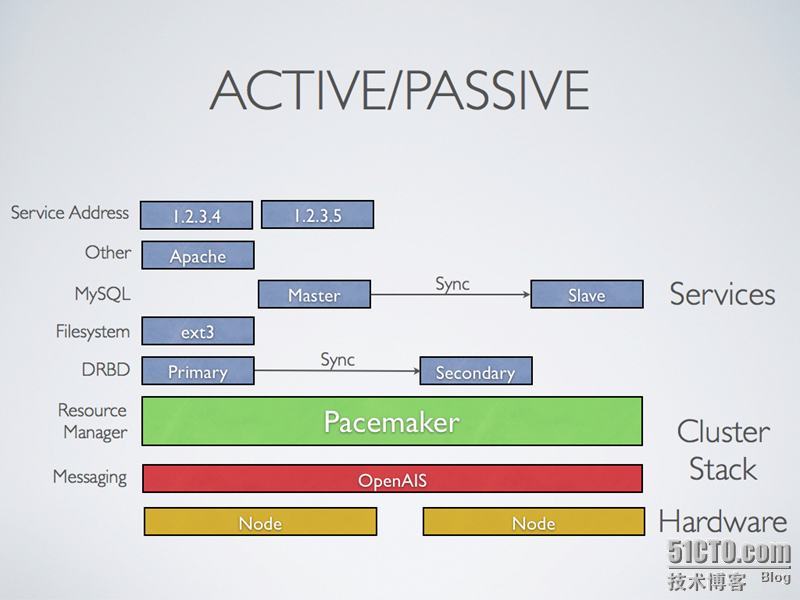 ACTIVE/PASSIVE
Service Address 1.2.3.4 1.2.3.5
Other Apache
MySQL Master Sync Slave Services
Filesystem ext3
DRBD Primary Sync Secondary
Resource
Manager
Pacemaker
Cluster
Stack
Messaging OpenAIS
Node Node Hardware
51CTO.com
技术博客 Blog